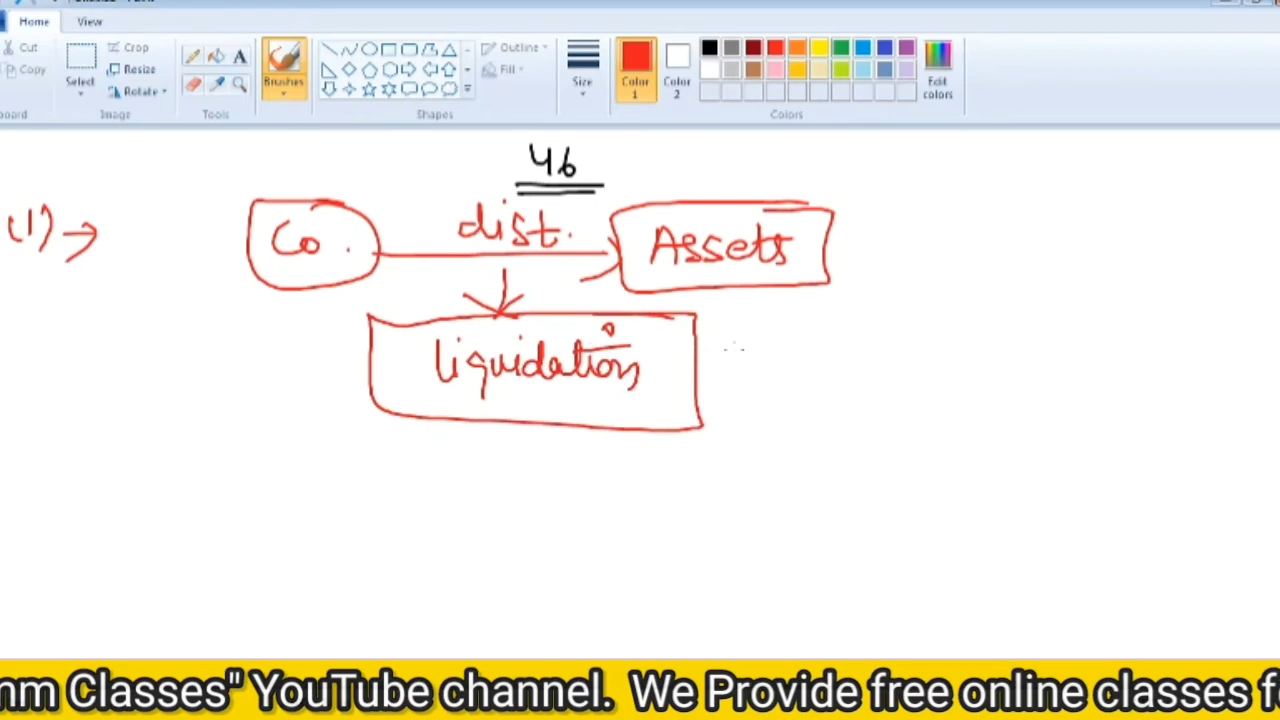 Home View
Cut
Copy
Select
Crop
Resize
Rotate
Image
A
Tools
Brushes
Shapes
Outline
Fill
Size
Color 1
Color 2
Colors
Edit colors
46
(1) → Co. dist. Assets
liquidation
nm Classes" YouTube channel. We Provide free online classes f